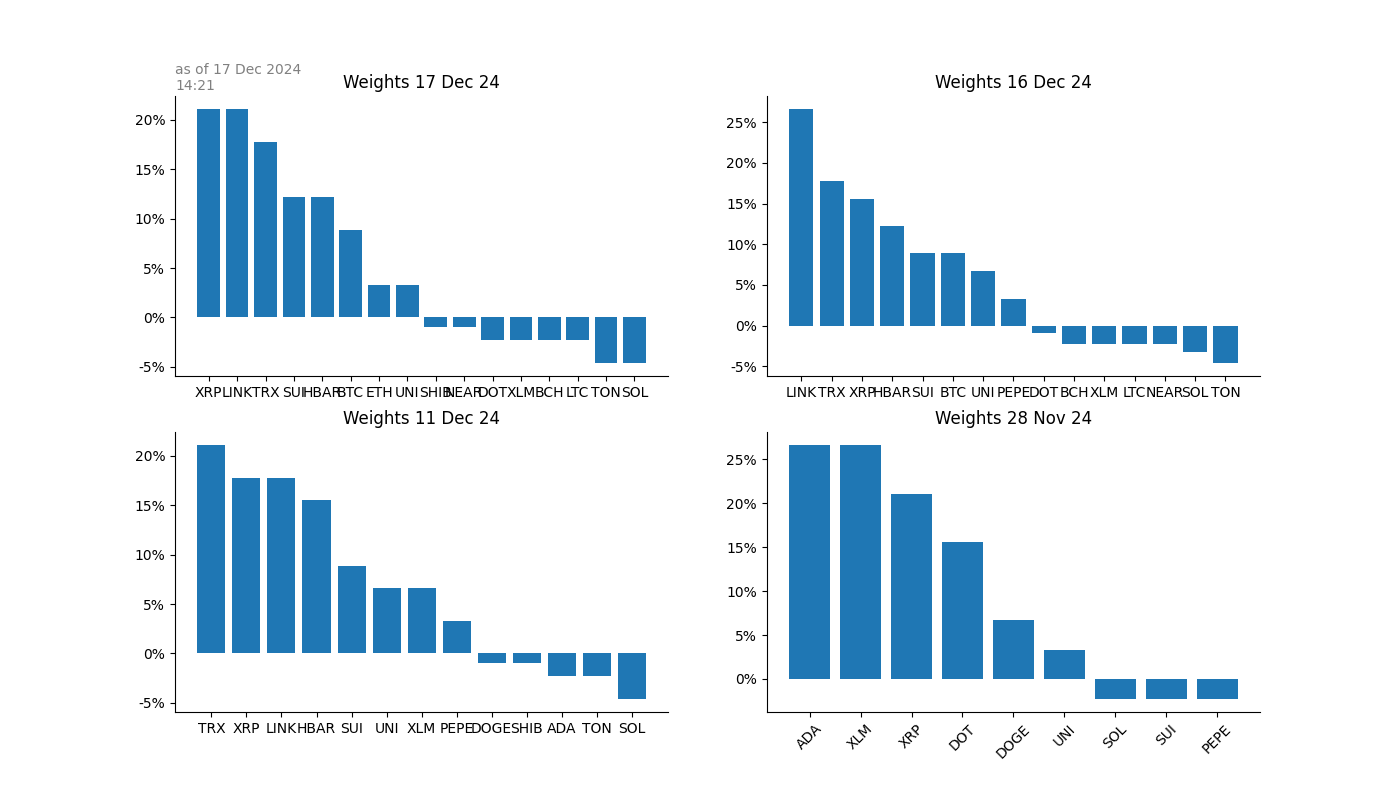 as of 17 Dec 2024
14:21
Weights 17 Dec 24
20%
15%
10%
5%
0%
-5%
XRP LINK TRX SUI HBAR BTC ETH UNI SHIB NEAR DOT XLM BCH LTC TON SOL
Weights 16 Dec 24
25%
20%
15%
10%
5%
0%
-5%
LINK TRX XRP HBAR SUI BTC UNI PEPE DOT BCH XLM LTC NEAR SOL TON
Weights 11 Dec 24
20%
15%
10%
5%
0%
-5%
TRX XRP LINK HBAR SUI UNI XLM PEPE DOGE SHIB ADA TON SOL
Weights 28 Nov 24
25%
20%
15%
10%
5%
0%
ADA XLM XRP DOT DOGE UNI SOL SUI PEPE